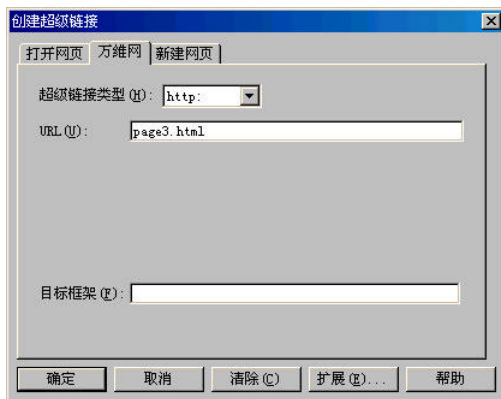 创建超级链接
打开网页 万维网 新建网页
超级链接类型(H): http:
URL(U): page3.html
目标框架(F):
确定 取消 清除(C) 扩展(E)... 帮助